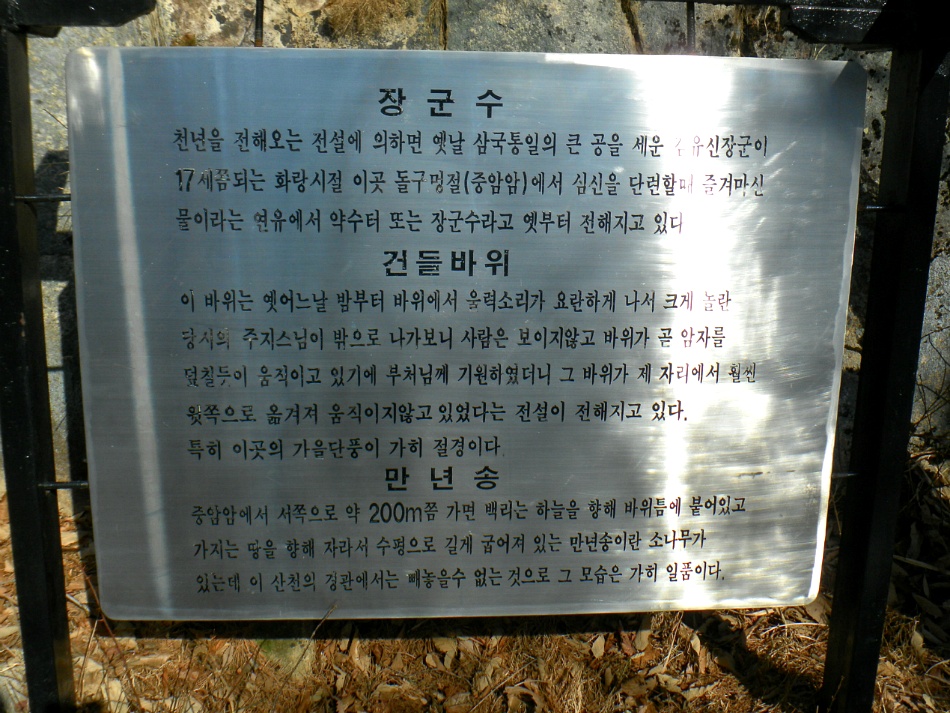 장군수
천년을 전해오는 전설에 의하면 옛날 삼국통일의 큰 공을 세운 김유신장군이
17세쯤되는 화랑시절 이곳 돌구멍절(중암암)에서 심신을 단련할때 즐겨마신
물이라는 연유에서 약수터 또는 장군수라고 옛부터 전해지고 있다
건들바위
이 바위는 옛어느날 밤부터 바위에서 울력소리가 요란하게 나서 크게 놀란
당시의 주지스님이 밖으로 나가보니 사람은 보이지않고 바위가 곧 암자를
덮칠듯이 움직이고 있기에 부처님께 기원하였더니 그 바위가 제 자리에서 훨씬
윗쪽으로 옮겨져 움직이지않고 있었다는 전설이 전해지고 있다.
특히 이곳의 가을단풍이 가히 절경이다.
만년송
중암암에서 서쪽으로 약 200m쯤 가면 백리는 하늘을 향해 바위틈에 붙어있고
가지는 땅을 향해 자라서 수평으로 길게 굽어져 있는 만년송이란 소나무가
있는데 이 산천의 경관에서는 빼놓을수 없는것으로 그 모습은 가히 일품이다.